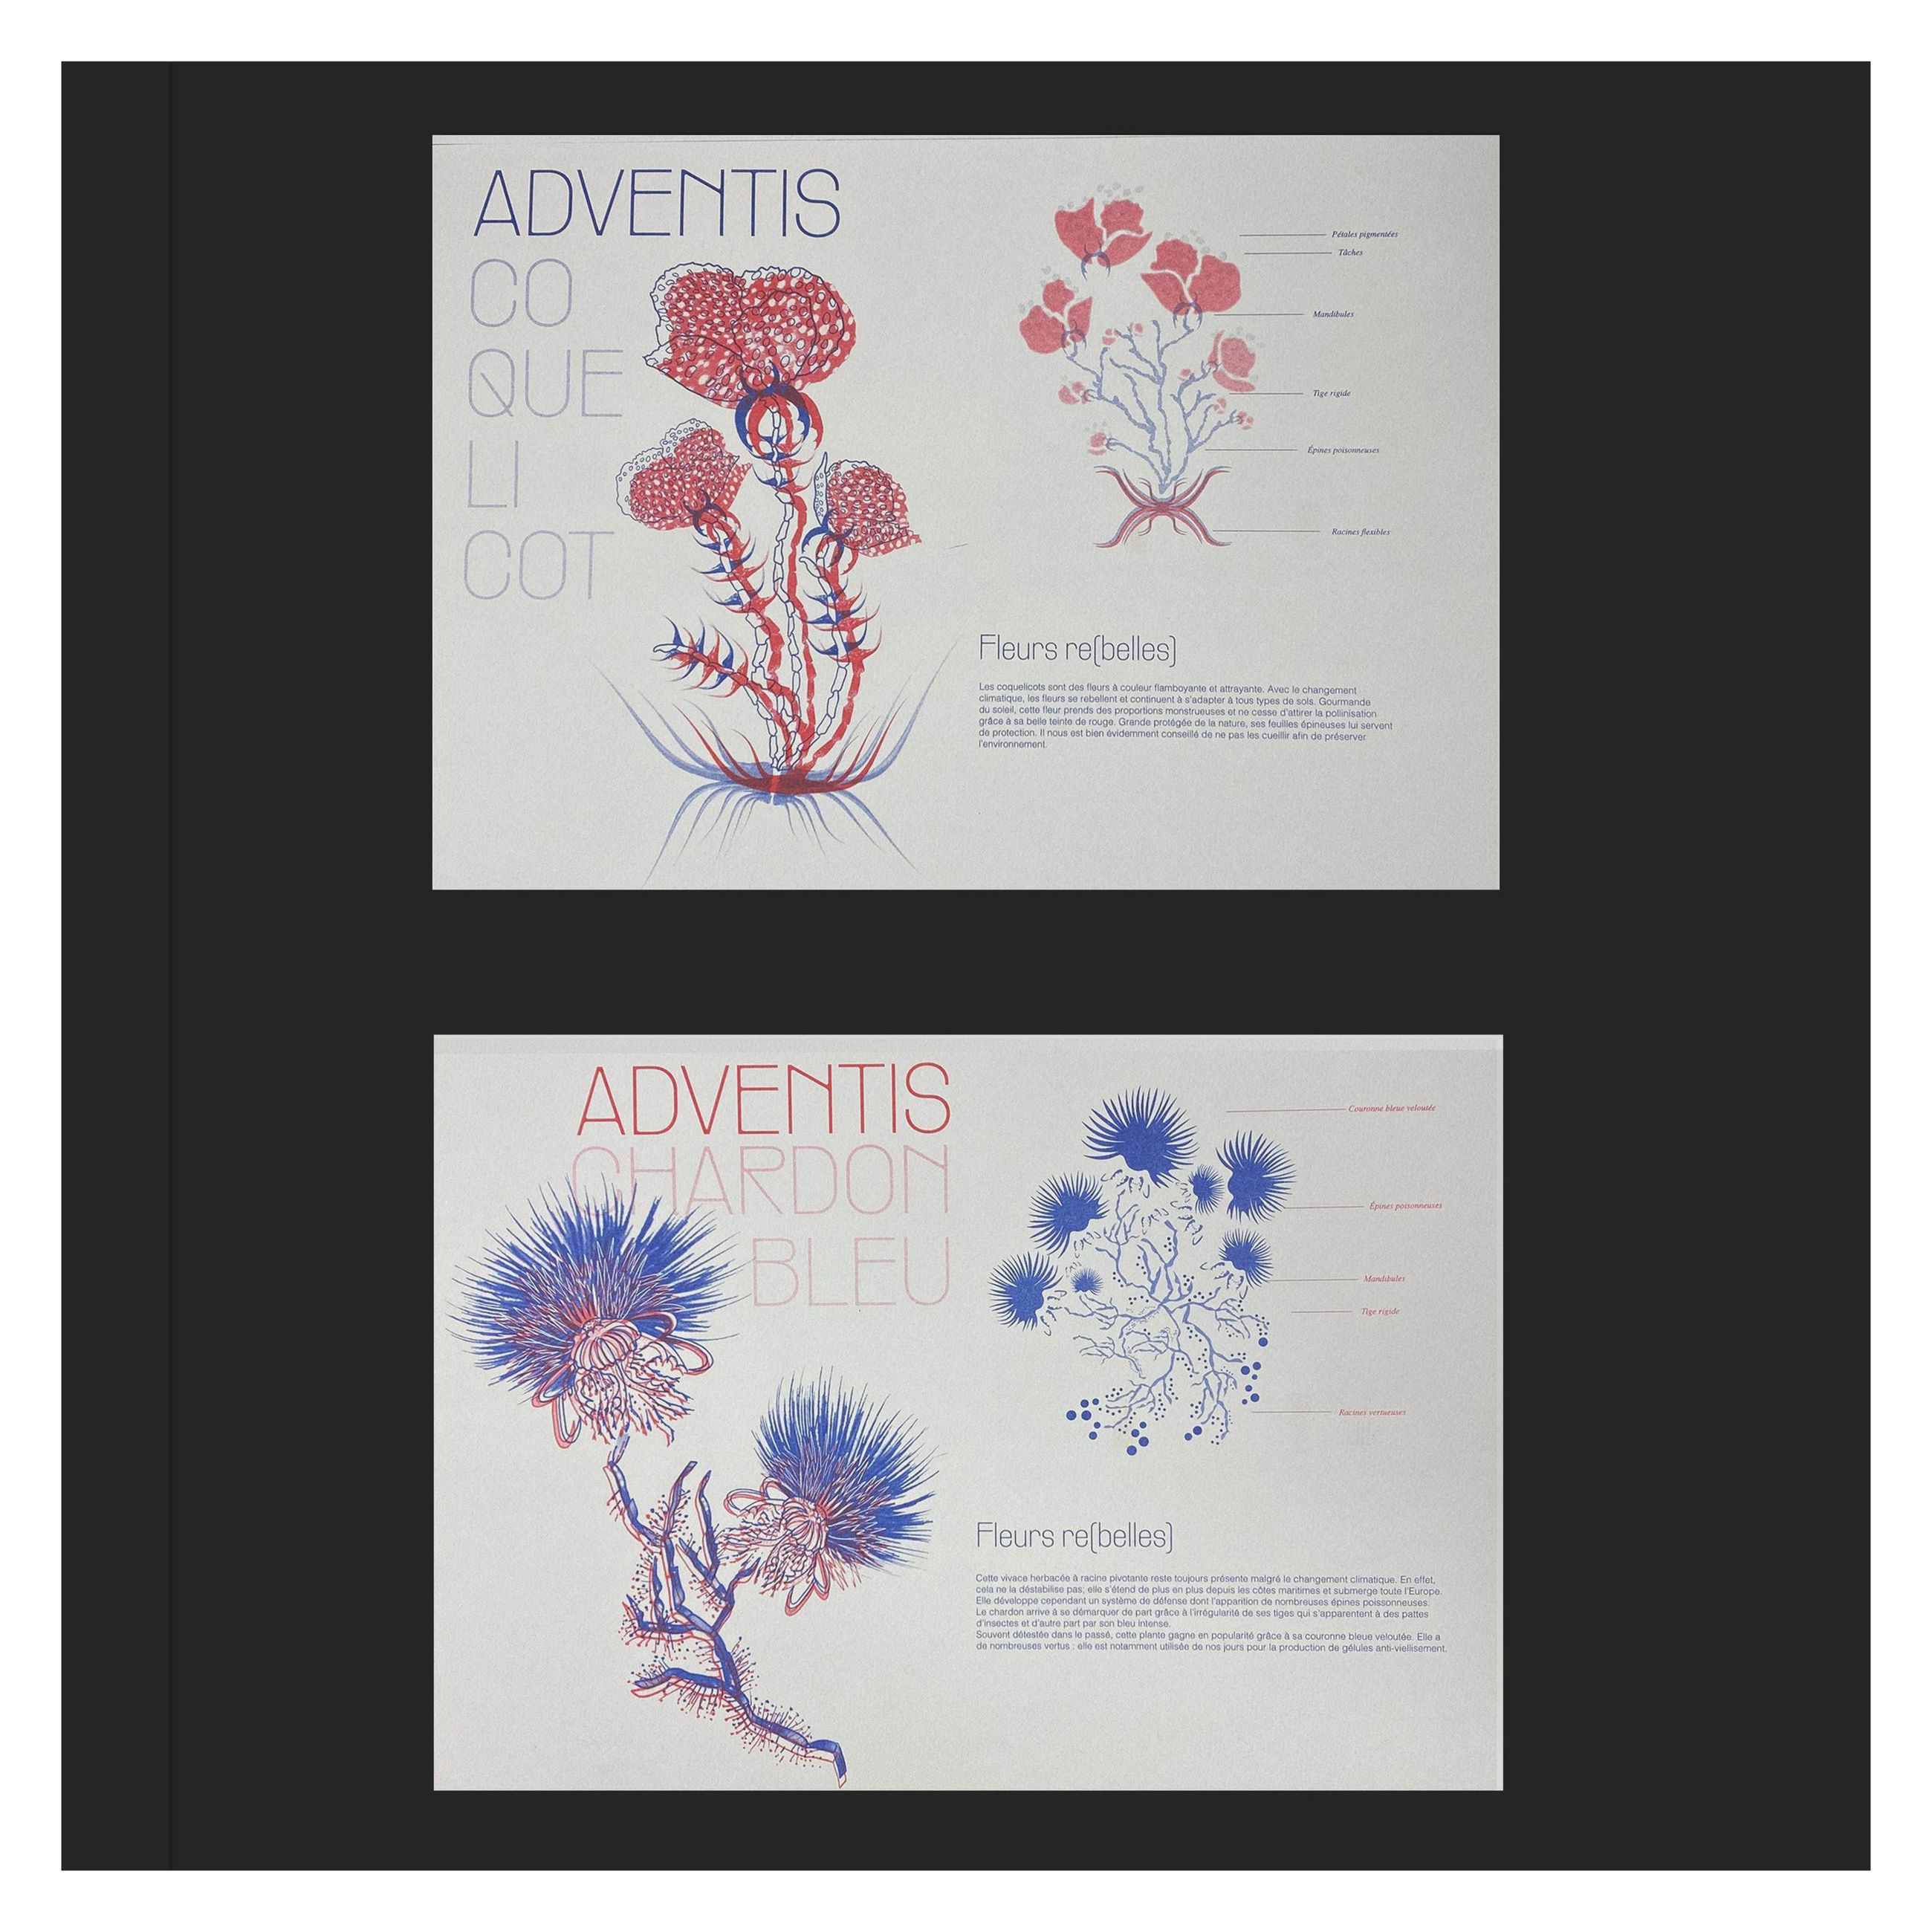 ADVENTIS
CO
QUE
LI
COT
Pétales pigmentées
Tâches
Mandibules
Tige rigide
Épines poisonneuses
Racines flexibles
Fleurs re(belles)
Les coquelicots sont des fleurs à couleur flamboyante et attrayante. Avec le changement
climatique, les fleurs se rebellent et continuent à s'adapter à tous types de sols. Gourmande
du soleil, cette fleur prends des proportions monstrueuses et ne cesse d'attirer la pollinisation
grâce à sa belle teinte de rouge. Grande protégée de la nature, ses feuilles épineuses lui servent
de protection. Il nous est bien évidemment conseillé de ne pas les cueillir afin de préserver
l'environnement.
ADVENTIS
CHARDON
BLEU
Couronne bleue veloutée
Épines poisonneuses
Mandibules
Tige rigide
Racines vertueuses
Fleurs re(belles)
Cette vivace herbacée à racine pivotante reste toujours présente malgré le changement climatique. En effet,
cela ne la déstabilise pas; elle s'étend de plus en plus depuis les côtes maritimes et submerge toute l'Europe.
Elle développe cependant un système de défense dont l'apparition de nombreuses épines poissonneuses.
Le chardon arrive à se démarquer de part grâce à l'irrégularité de ses tiges qui s'apparentent à des pattes
d'insectes et d'autre part par son bleu intense.
Souvent détestée dans le passé, cette plante gagne en popularité grâce à sa couronne bleue veloutée. Elle a
de nombreuses vertus : elle est notamment utilisée de nos jours pour la production de gélules anti-viellisement.